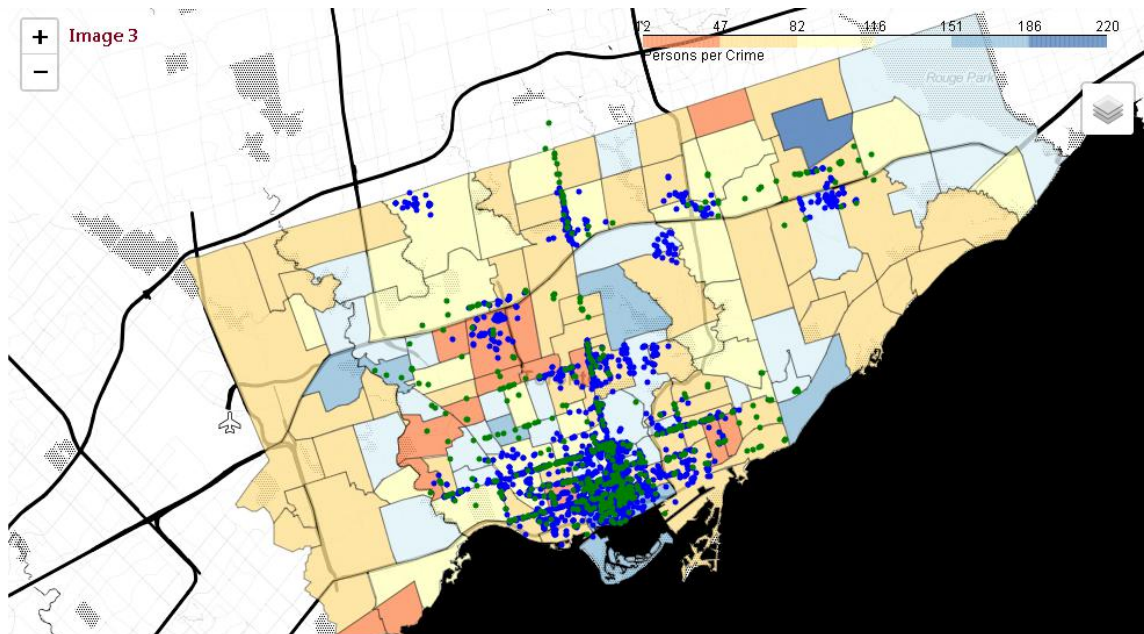 +
Image 3
−
12 47 82 116 151 186 220
Persons per Crime
Rouge Park